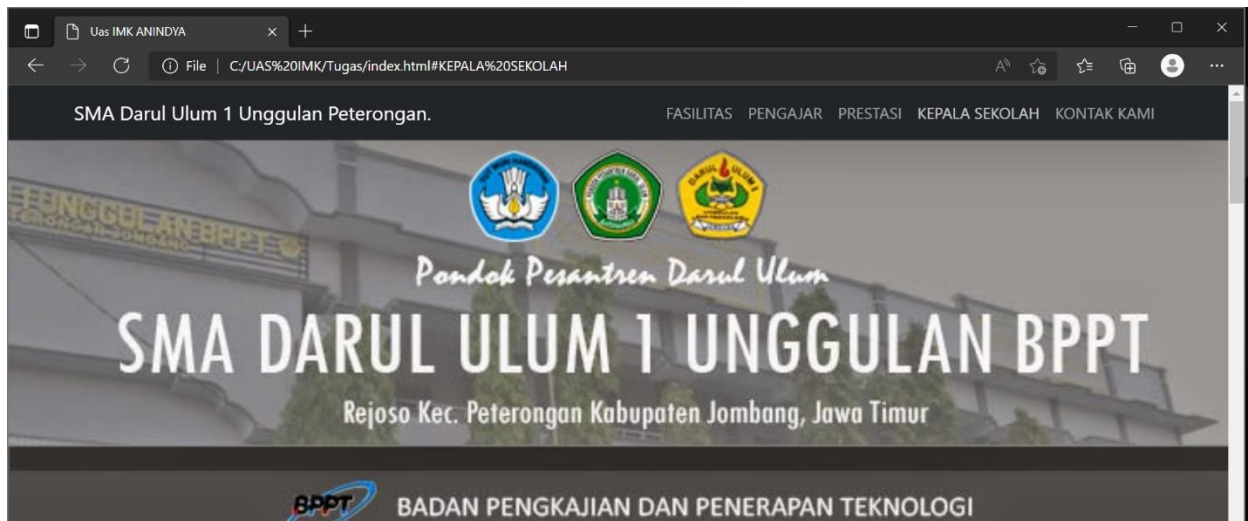 Uas IMK ANINDYA
File | C:/UAS%20IMK/Tugas/index.html#KEPALA%20SEKOLAH
SMA Darul Ulum 1 Unggulan Peterongan. FASILITAS PENGAJAR PRESTASI KEPALA SEKOLAH KONTAK KAMI
Pondok Pesantren Darul Ulum
SMA DARUL ULUM 1 UNGGULAN BPPT
Rejoso Kec. Peterongan Kabupaten Jombang, Jawa Timur
BPPT BADAN PENGKAJIAN DAN PENERAPAN TEKNOLOGI